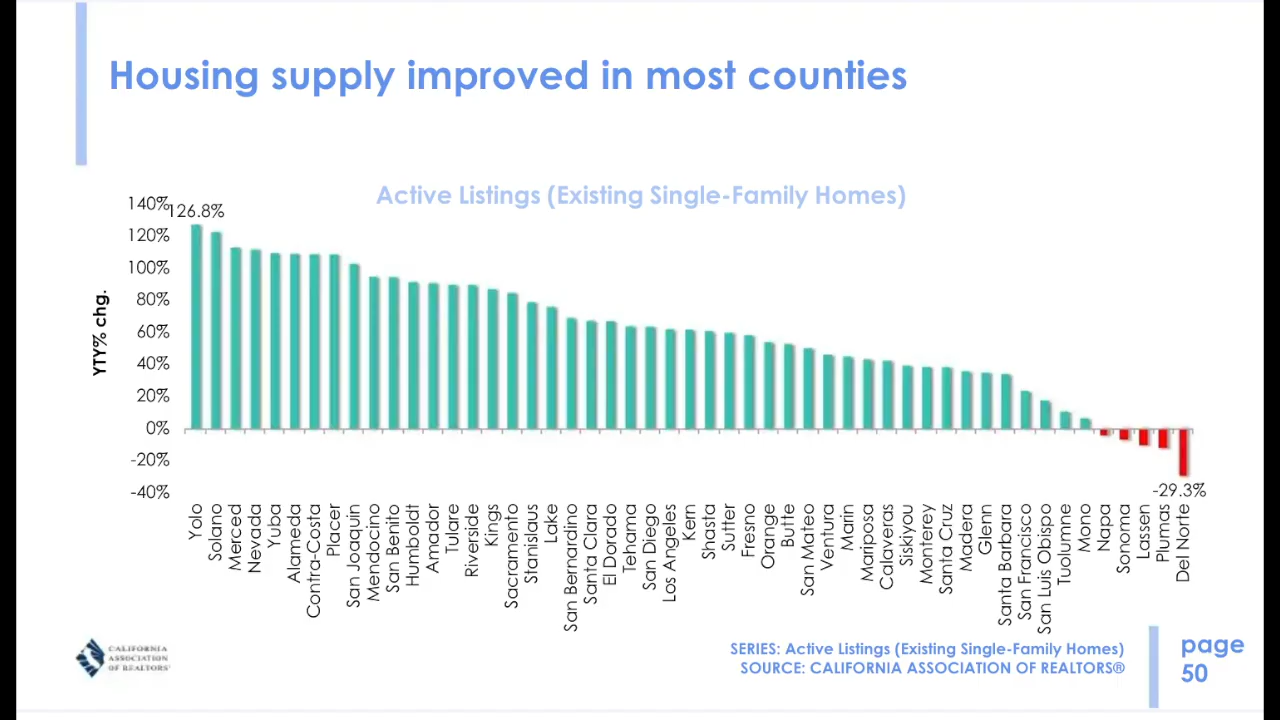 Housing supply improved in most counties
Active Listings (Existing Single-Family Homes)
YTY% chg.
140%
120%
100%
80%
60%
40%
20%
0%
-20%
-40%
126.8%
-29.3%
Yolo
Solano
Merced
Nevada
Yuba
Alameda
Contra-Costa
Placer
San Joaquin
Mendocino
San Benito
Humboldt
Amador
Tulare
Riverside
Kings
Sacramento
Stanislaus
Lake
San Bernardino
Santa Clara
El Dorado
Tehama
San Diego
Los Angeles
Kern
Shasta
Sutter
Fresno
Orange
Butte
San Mateo
Ventura
Marin
Mariposa
Calaveras
Siskiyou
Monterey
Santa Cruz
Madera
Glenn
Santa Barbara
San Francisco
San Luis Obispo
Tuolumne
Mono
Napa
Sonoma
Lassen
Plumas
Del Norte
CALIFORNIA
ASSOCIATION
OF REALTORS®
SERIES: Active Listings (Existing Single-Family Homes)
SOURCE: CALIFORNIA ASSOCIATION OF REALTORS®
page
50